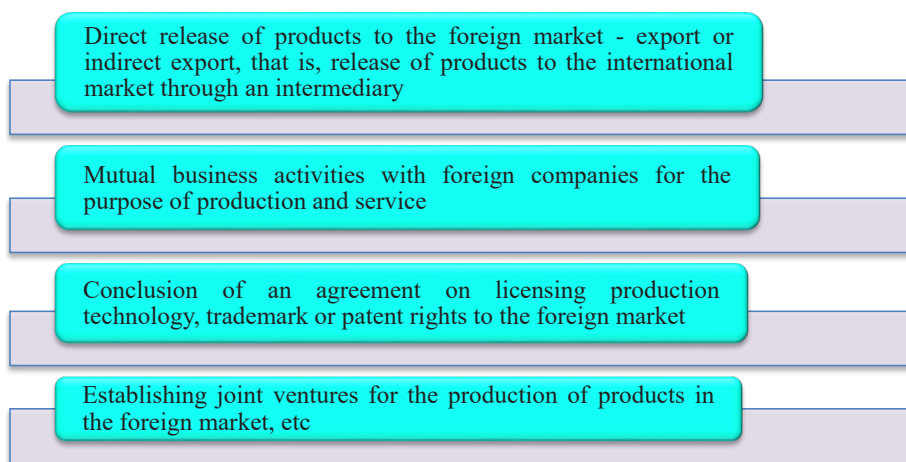 Direct release of products to the foreign market - export or
indirect export, that is, release of products to the international
market through an intermediary
Mutual business activities with foreign companies for the
purpose of production and service
Conclusion of an agreement on licensing production
technology, trademark or patent rights to the foreign market
Establishing joint ventures for the production of products in
the foreign market, etc